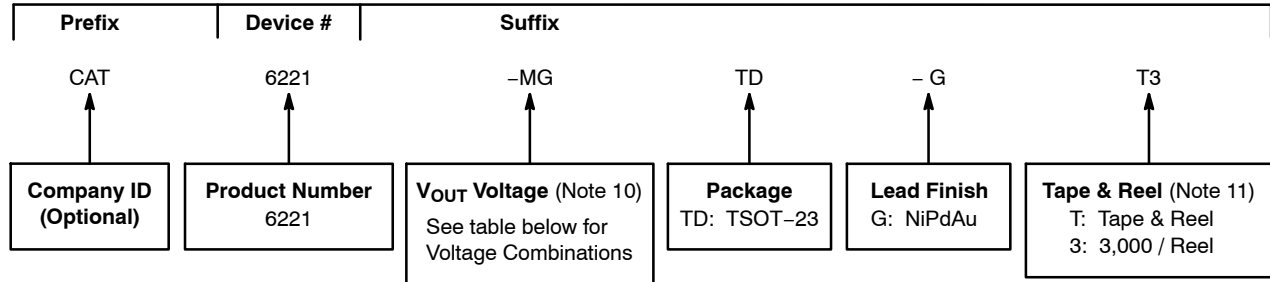 Prefix Device # Suffix
CAT 6221 −MG TD − G T3
Company ID
(Optional)
Product Number
6221
VOUT Voltage (Note 10)
See table below for
Voltage Combinations
Package
TD: TSOT−23
Lead Finish
G: NiPdAu
Tape & Reel (Note 11)
T: Tape & Reel
3: 3,000 / Reel